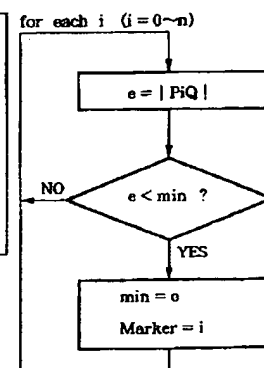 for each i (i = 0~n)
e = | PiQ |
e < min ?
NO
YES
min = e
Marker = i